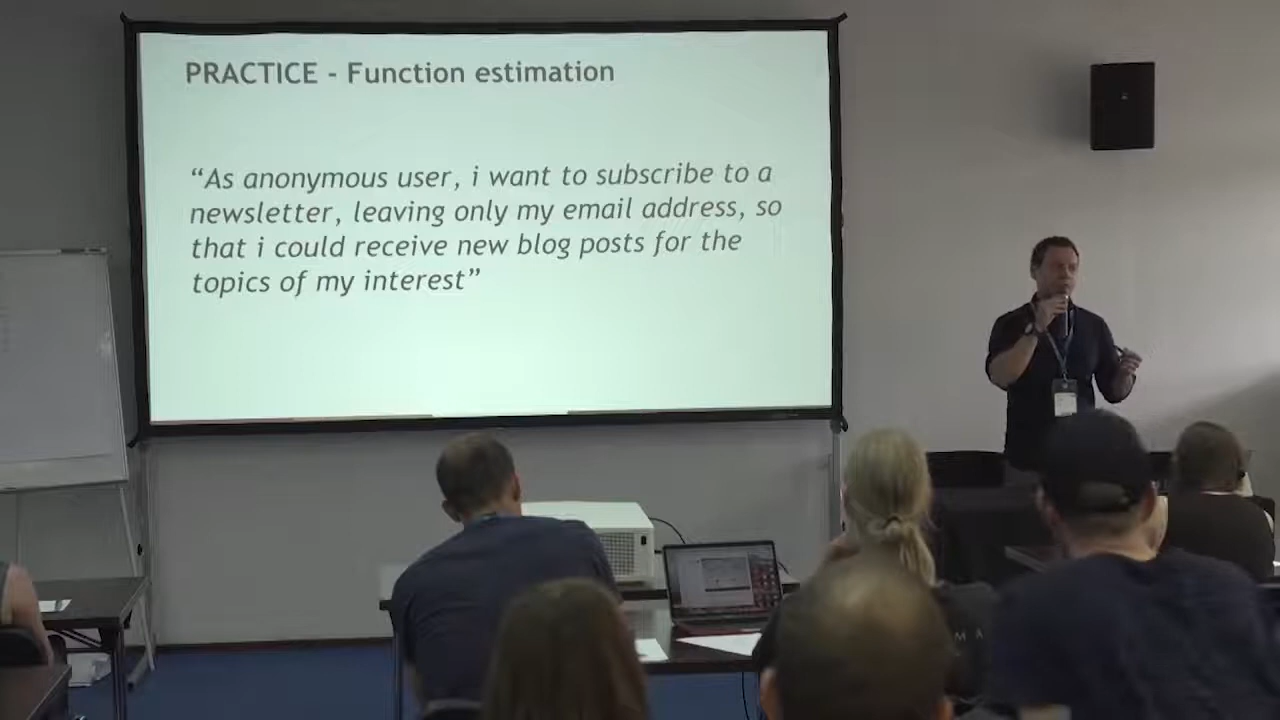 PRACTICE - Function estimation
“As anonymous user, i want to subscribe to a
newsletter, leaving only my email address, so
that i could receive new blog posts for the
topics of my interest”